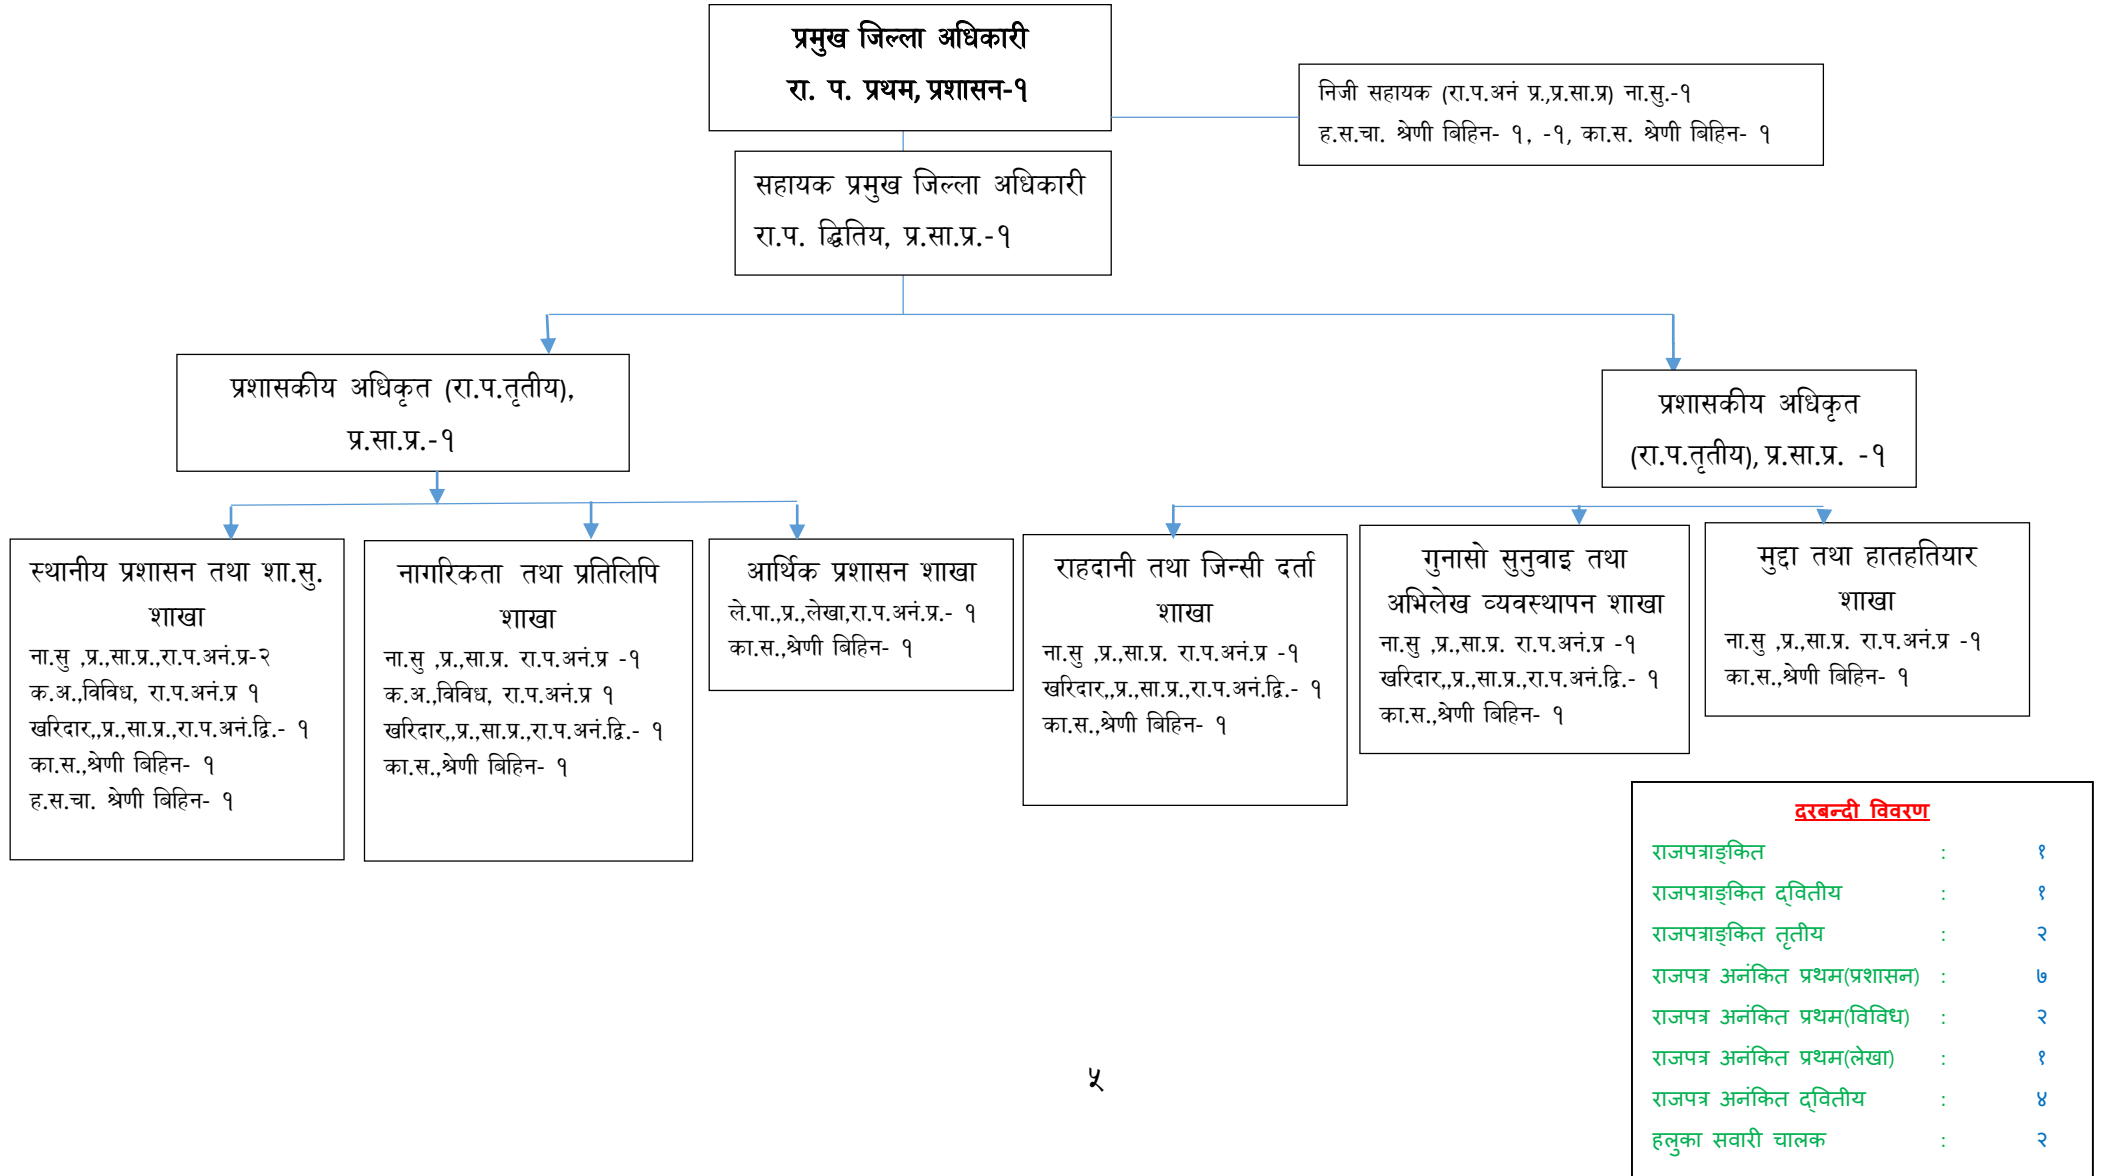 प्रमुख जिल्ला अधिकारी
रा. प. प्रथम, प्रशासन-१
निजी सहायक (रा.प.अनं प्र.,प्र.सा.प्र) ना.सु.-१
ह.स.चा. श्रेणी बिहिन- १, -१, का.स. श्रेणी बिहिन- १
सहायक प्रमुख जिल्ला अधिकारी
रा.प. द्धितिय, प्र.सा.प्र.-१
प्रशासकीय अधिकृत (रा.प.तृतीय),
प्र.सा.प्र.-१
प्रशासकीय अधिकृत
(रा.प.तृतीय), प्र.सा.प्र. -१
स्थानीय प्रशासन तथा शा.सु.
शाखा
ना.सु ,प्र.,सा.प्र.,रा.प.अनं.प्र-२
क.अ.,विविध, रा.प.अनं.प्र १
खरिदार,,प्र.,सा.प्र.,रा.प.अनं.द्वि.- १
का.स.,श्रेणी बिहिन- १
ह.स.चा. श्रेणी बिहिन- १
नागरिकता तथा प्रतिलिपि
शाखा
ना.सु ,प्र.,सा.प्र. रा.प.अनं.प्र -१
क.अ.,विविध, रा.प.अनं.प्र १
खरिदार,,प्र.,सा.प्र.,रा.प.अनं.द्वि.- १
का.स.,श्रेणी बिहिन- १
आर्थिक प्रशासन शाखा
ले.पा.,प्र.,लेखा,रा.प.अनं.प्र.- १
का.स.,श्रेणी बिहिन- १
राहदानी तथा जिन्सी दर्ता
शाखा
ना.सु ,प्र.,सा.प्र. रा.प.अनं.प्र -१
खरिदार,,प्र.,सा.प्र.,रा.प.अनं.द्वि.- १
का.स.,श्रेणी बिहिन- १
गुनासो सुनुवाइ तथा
अभिलेख व्यवस्थापन शाखा
ना.सु ,प्र.,सा.प्र. रा.प.अनं.प्र -१
खरिदार,,प्र.,सा.प्र.,रा.प.अनं.द्वि.- १
का.स.,श्रेणी बिहिन- १
मुद्दा तथा हातहतियार
शाखा
ना.सु ,प्र.,सा.प्र. रा.प.अनं.प्र -१
का.स.,श्रेणी बिहिन- १
दरबन्दी विवरण
राजपत्राङ्कित : १
राजपत्राङ्कित द्वितीय : १
राजपत्राङ्कित तृतीय : २
राजपत्र अनंकित प्रथम(प्रशासन) : ७
राजपत्र अनंकित प्रथम(विविध) : २
राजपत्र अनंकित प्रथम(लेखा) : १
राजपत्र अनंकित द्वितीय : ४
हलुका सवारी चालक : २
५